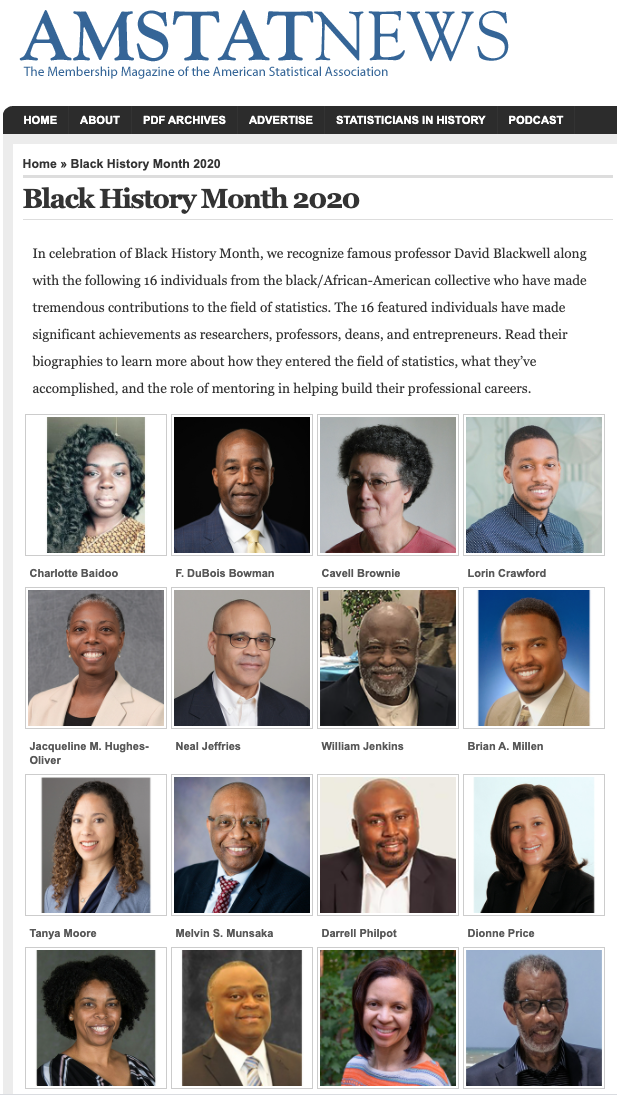 AMSTATNEWS
The Membership Magazine of the American Statistical Association
HOME ABOUT PDF ARCHIVES ADVERTISE STATISTICIANS IN HISTORY PODCAST
Home » Black History Month 2020
Black History Month 2020
In celebration of Black History Month, we recognize famous professor David Blackwell along
with the following 16 individuals from the black/African-American collective who have made
tremendous contributions to the field of statistics. The 16 featured individuals have made
significant achievements as researchers, professors, deans, and entrepreneurs. Read their
biographies to learn more about how they entered the field of statistics, what they’ve
accomplished, and the role of mentoring in helping build their professional careers.
Charlotte Baidoo F. DuBois Bowman Cavell Brownie Lorin Crawford
Jacqueline M. Hughes-
Oliver
Neal Jeffries William Jenkins Brian A. Millen
Tanya Moore Melvin S. Munsaka Darrell Philpot Dionne Price